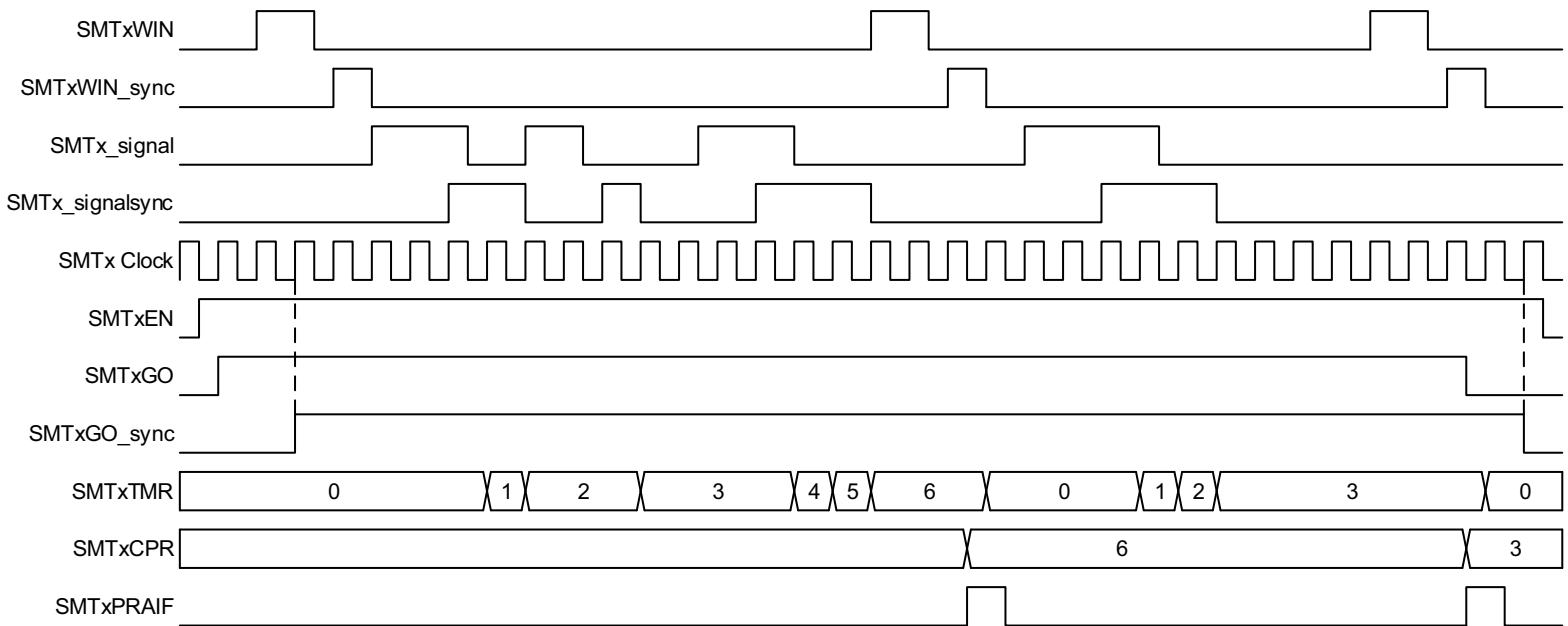 SMTxWIN
SMTxWIN_sync
SMTx_signal
SMTx_signalsync
SMTx Clock
SMTxEN
SMTxGO
SMTxGO_sync
SMTxTMR 0 1 2 3 4 5 6 0 1 2 3 0
SMTxCPR 6 3
SMTxPRAIF